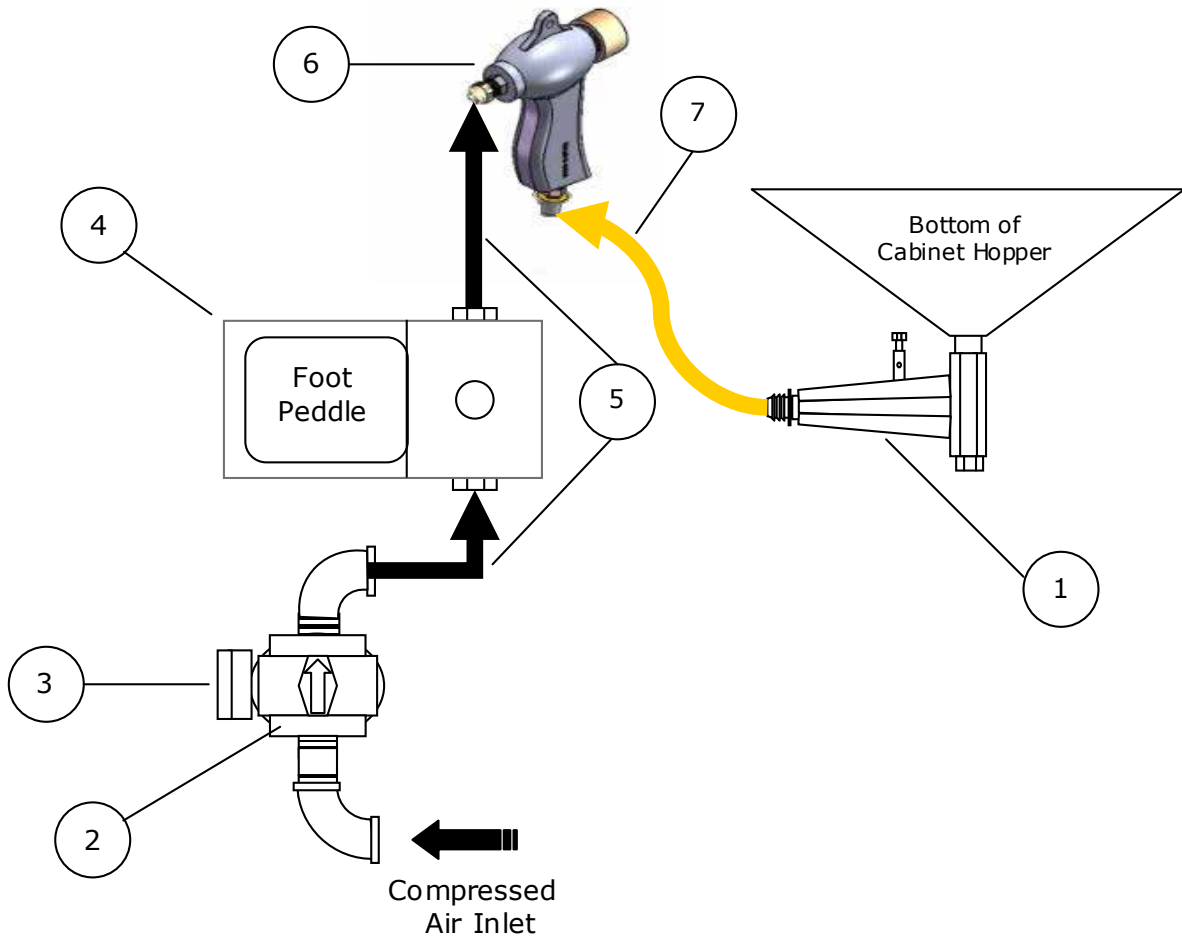 6
7
4
Bottom of
Cabinet Hopper
Foot
Peddle
5
1
3
2
Compressed
Air Inlet